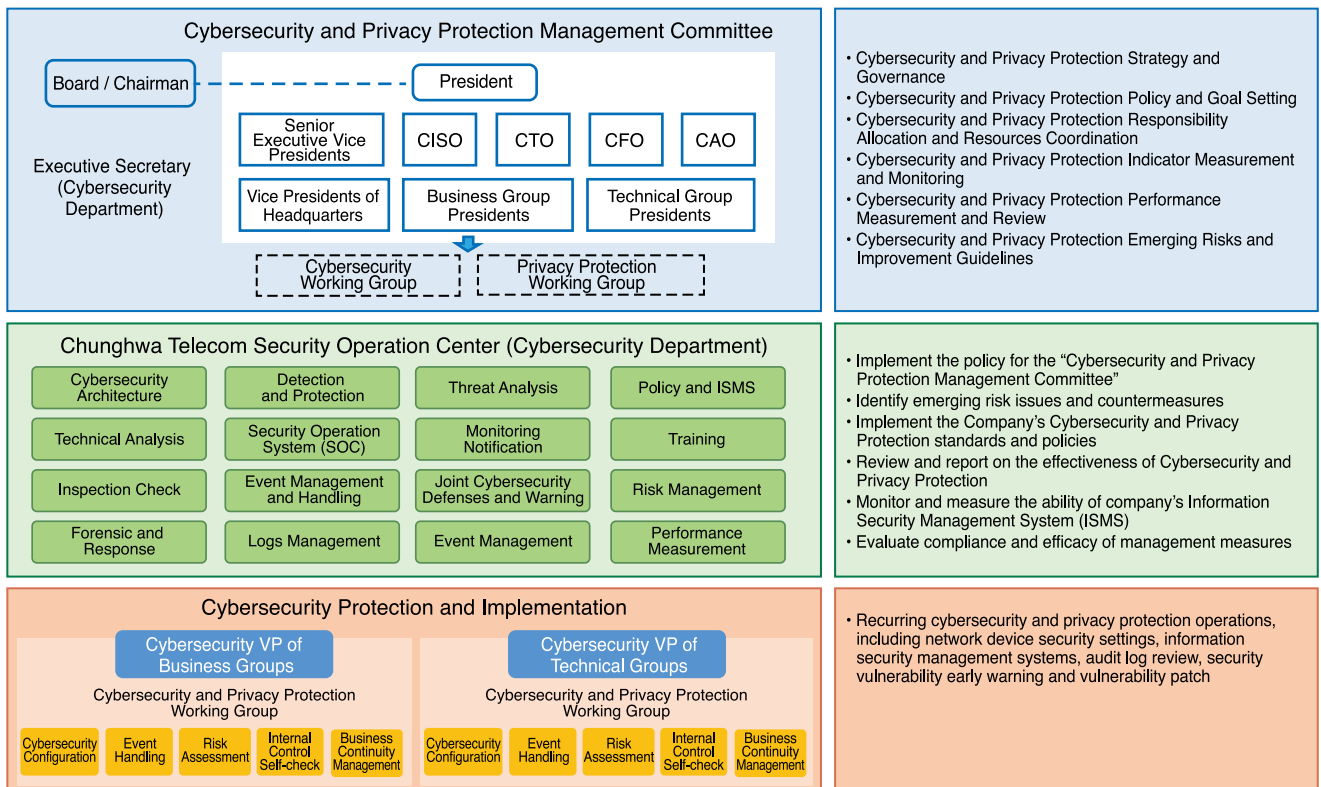 Cybersecurity and Privacy Protection Management Committee
Board / Chairman
President
Senior
Executive Vice
Presidents
CISO
CTO
CFO
CAO
Executive Secretary
(Cybersecurity
Department)
Vice Presidents of
Headquarters
Business Group
Presidents
Technical Group
Presidents
Cybersecurity
Working Group
Privacy Protection
Working Group
• Cybersecurity and Privacy Protection Strategy and
Governance
• Cybersecurity and Privacy Protection Policy and Goal Setting
• Cybersecurity and Privacy Protection Responsibility
Allocation and Resources Coordination
• Cybersecurity and Privacy Protection Indicator Measurement
and Monitoring
• Cybersecurity and Privacy Protection Performance
Measurement and Review
• Cybersecurity and Privacy Protection Emerging Risks and
Improvement Guidelines
Chunghwa Telecom Security Operation Center (Cybersecurity Department)
Cybersecurity
Architecture
Detection
and Protection
Threat Analysis
Policy and ISMS
Technical Analysis
Security Operation
System (SOC)
Monitoring
Notification
Training
Inspection Check
Event Management
and Handling
Joint Cybersecurity
Defenses and Warning
Risk Management
Forensic and
Response
Logs Management
Event Management
Performance
Measurement
• Implement the policy for the “Cybersecurity and Privacy
Protection Management Committee”
• Identify emerging risk issues and countermeasures
• Implement the Company’s Cybersecurity and Privacy
Protection standards and policies
• Review and report on the effectiveness of Cybersecurity and
Privacy Protection
• Monitor and measure the ability of company’s Information
Security Management System (ISMS)
• Evaluate compliance and efficacy of management measures
Cybersecurity Protection and Implementation
Cybersecurity VP of
Business Groups
Cybersecurity and Privacy Protection
Working Group
Cybersecurity
Configuration
Event
Handling
Risk
Assessment
Internal
Control
Self-check
Business
Continuity
Management
Cybersecurity VP of
Technical Groups
Cybersecurity and Privacy Protection
Working Group
Cybersecurity
Configuration
Event
Handling
Risk
Assessment
Internal
Control
Self-check
Business
Continuity
Management
• Recurring cybersecurity and privacy protection operations,
including network device security settings, information
security management systems, audit log review, security
vulnerability early warning and vulnerability patch